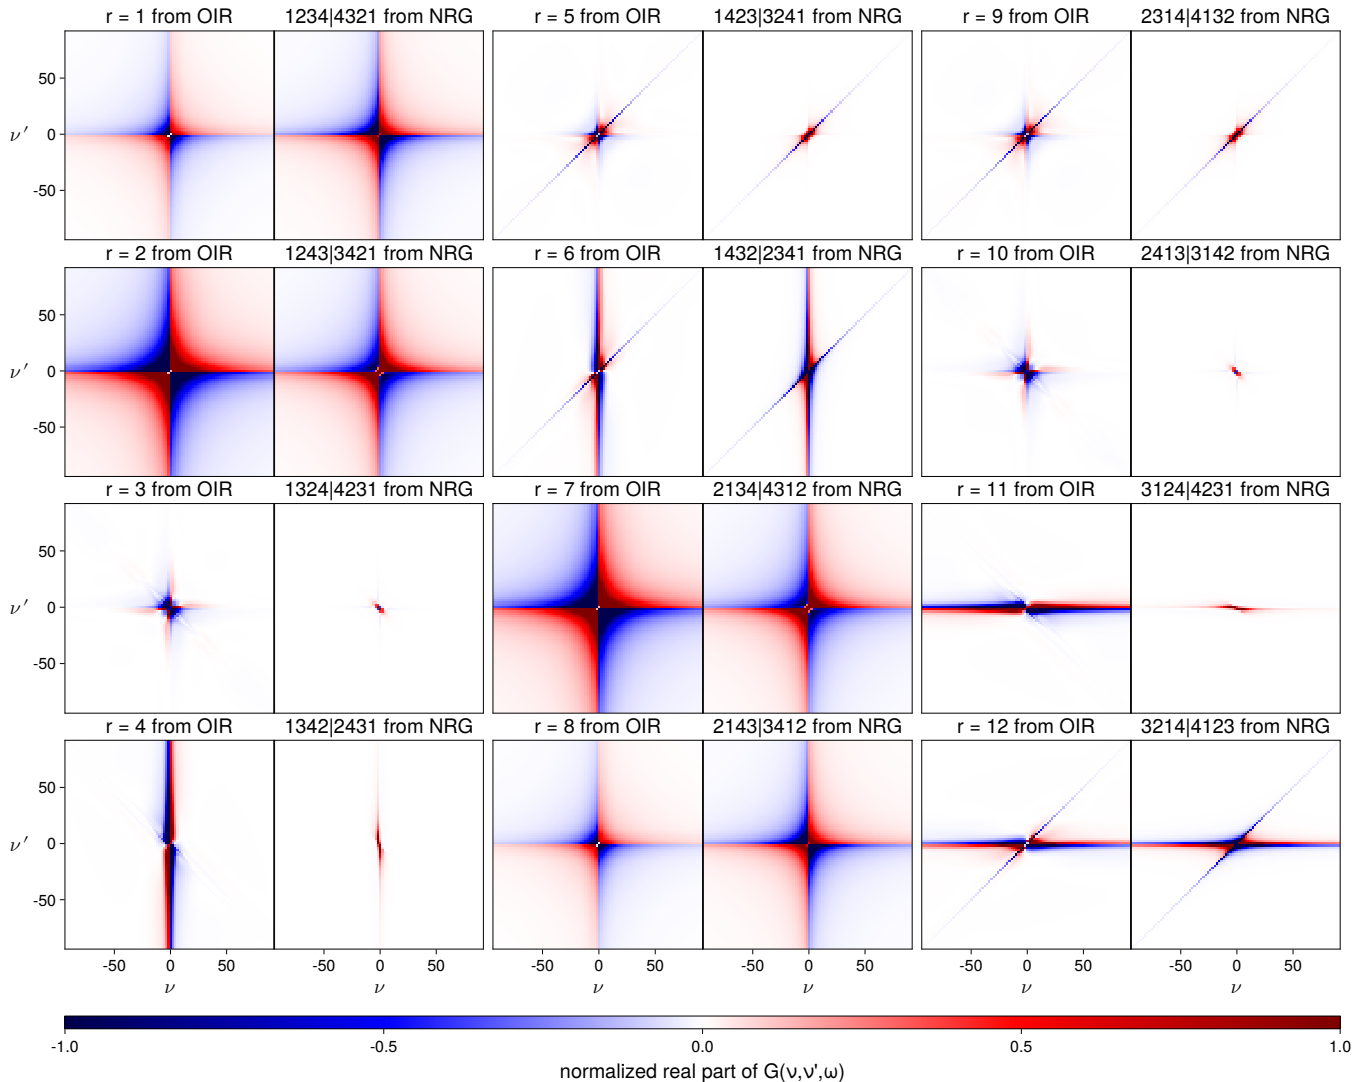 r = 1 from OIR 1234|4321 from NRG r = 5 from OIR 1423|3241 from NRG r = 9 from OIR 2314|4132 from NRG
50
ν′ 0
-50
r = 2 from OIR 1243|3421 from NRG r = 6 from OIR 1432|2341 from NRG r = 10 from OIR 2413|3142 from NRG
50
ν′ 0
-50
r = 3 from OIR 1324|4231 from NRG r = 7 from OIR 2134|4312 from NRG r = 11 from OIR 3124|4231 from NRG
50
ν′ 0
-50
r = 4 from OIR 1342|2431 from NRG r = 8 from OIR 2143|3412 from NRG r = 12 from OIR 3214|4123 from NRG
50
ν′ 0
-50
-50 0 50 -50 0 50 -50 0 50 -50 0 50 -50 0 50 -50 0 50
ν ν ν ν ν ν
-1.0 -0.5 0.0 0.5 1.0
normalized real part of G(ν,ν',ω)